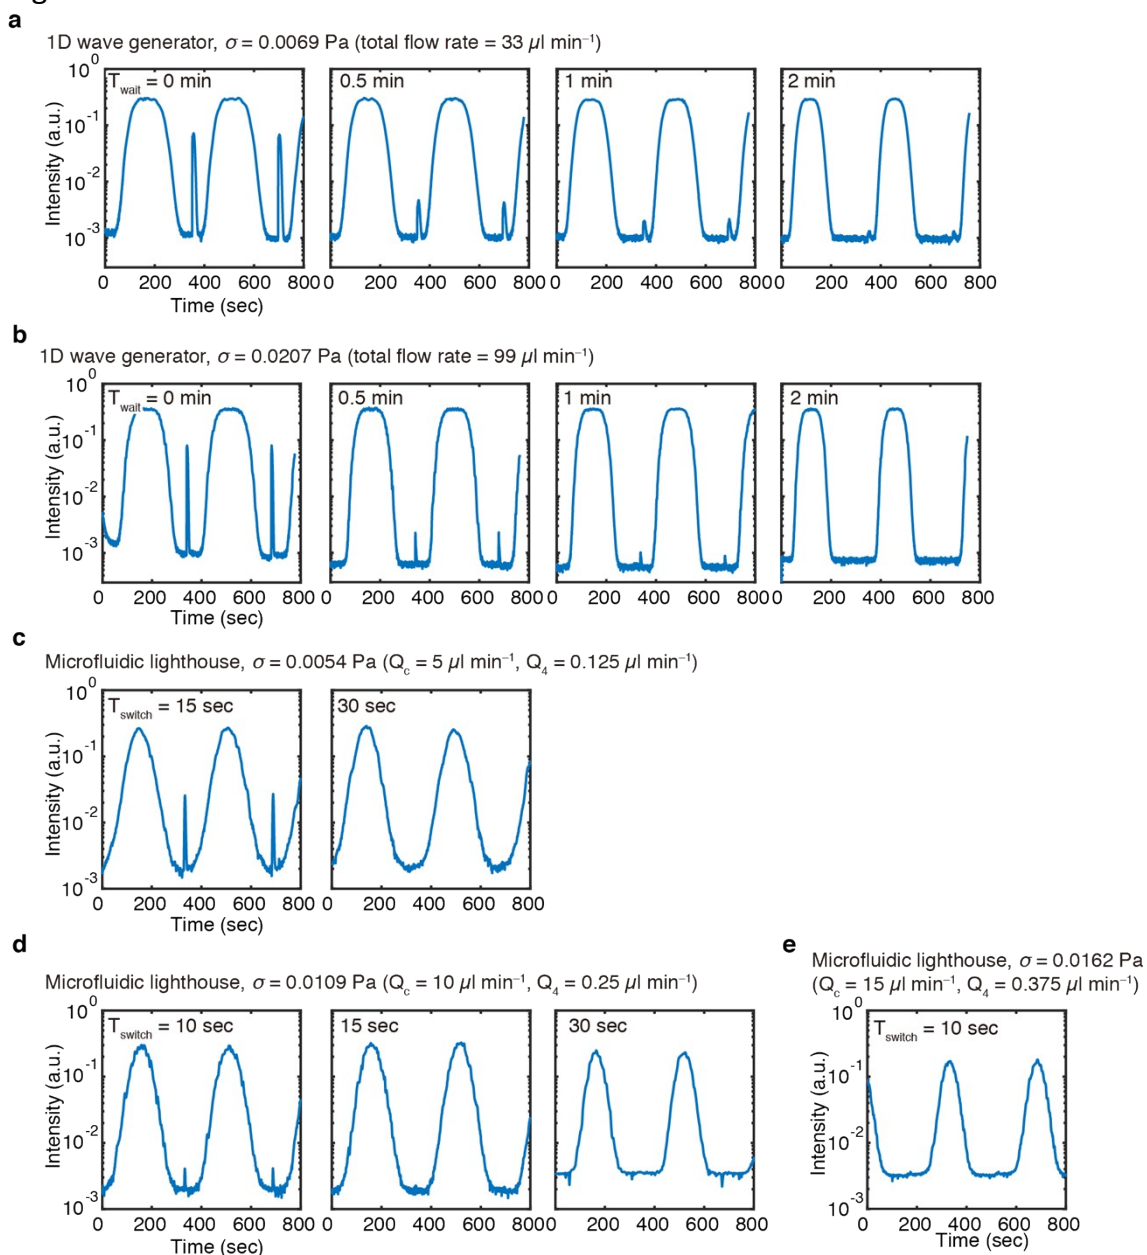 a
1D wave generator, σ = 0.0069 Pa (total flow rate = 33 µl min⁻¹)
T_wait = 0 min
0.5 min
1 min
2 min
10⁰
10⁻¹
10⁻²
10⁻³
Intensity (a.u.)
0 200 400 600 800 0 200 400 600 800 0 200 400 600 800 0 200 400 600 800
Time (sec)
b
1D wave generator, σ = 0.0207 Pa (total flow rate = 99 µl min⁻¹)
T_wait = 0 min
0.5 min
1 min
2 min
10⁰
10⁻¹
10⁻²
10⁻³
Intensity (a.u.)
0 200 400 600 800 0 200 400 600 800 0 200 400 600 800 0 200 400 600 800
Time (sec)
c
Microfluidic lighthouse, σ = 0.0054 Pa (Q_c = 5 µl min⁻¹, Q_4 = 0.125 µl min⁻¹)
T_switch = 15 sec
30 sec
10⁰
10⁻¹
10⁻²
10⁻³
Intensity (a.u.)
0 200 400 600 800 0 200 400 600 800
Time (sec)
d
Microfluidic lighthouse, σ = 0.0109 Pa (Q_c = 10 µl min⁻¹, Q_4 = 0.25 µl min⁻¹)
T_switch = 10 sec
15 sec
30 sec
10⁰
10⁻¹
10⁻²
10⁻³
Intensity (a.u.)
0 200 400 600 800 0 200 400 600 800 0 200 400 600 800
Time (sec)
e
Microfluidic lighthouse, σ = 0.0162 Pa
(Q_c = 15 µl min⁻¹, Q_4 = 0.375 µl min⁻¹)
T_switch = 10 sec
10⁰
10⁻¹
10⁻²
10⁻³
Intensity (a.u.)
0 200 400 600 800
Time (sec)